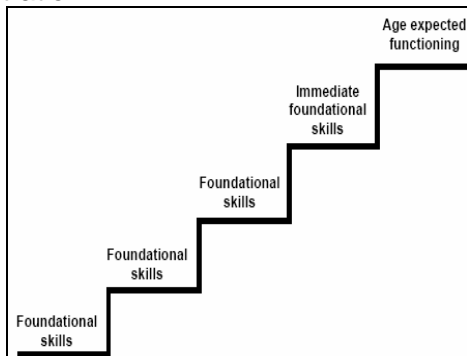 Age expected
functioning
Immediate
foundational
skills
Foundational
skills
Foundational
skills
Foundational
skills